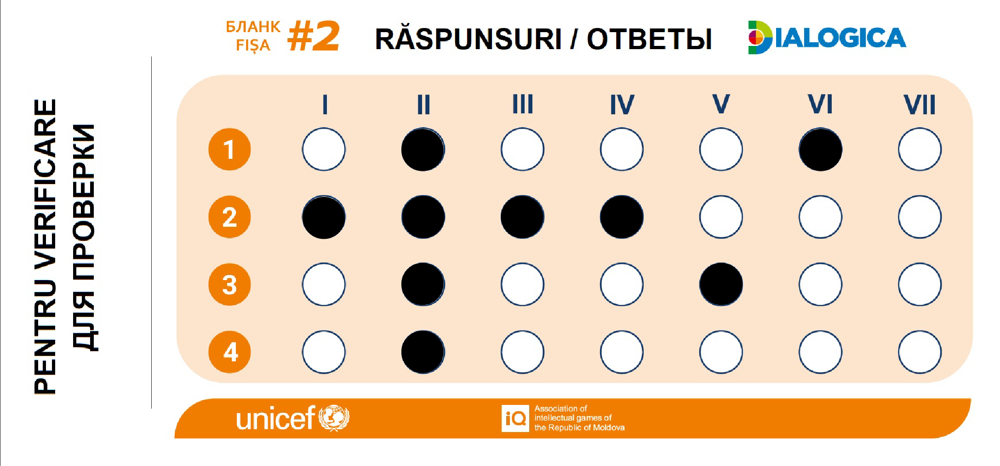 БЛАНК
FIȘA
#2
RĂSPUNSURI / ОТВЕТЫ
DIALOGICA
PENTRU VERIFICARE
ДЛЯ ПРОВЕРКИ
I II III IV V VI VII
1
2
3
4
unicef
iQ
Association of
intellectual games of
the Republic of Moldova